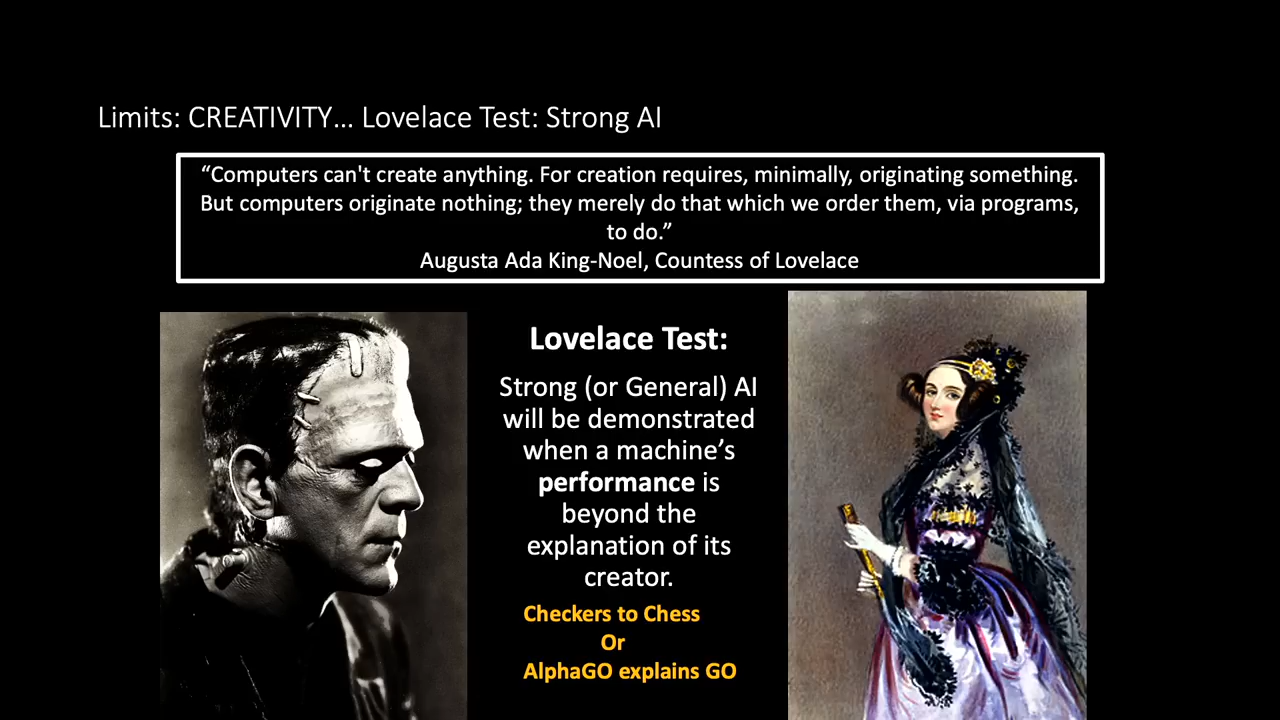 Limits: CREATIVITY... Lovelace Test: Strong AI
“Computers can't create anything. For creation requires, minimally, originating something.
But computers originate nothing; they merely do that which we order them, via programs,
to do.”
Augusta Ada King-Noel, Countess of Lovelace
Lovelace Test:
Strong (or General) AI
will be demonstrated
when a machine’s
performance is
beyond the
explanation of its
creator.
Checkers to Chess
Or
AlphaGO explains GO